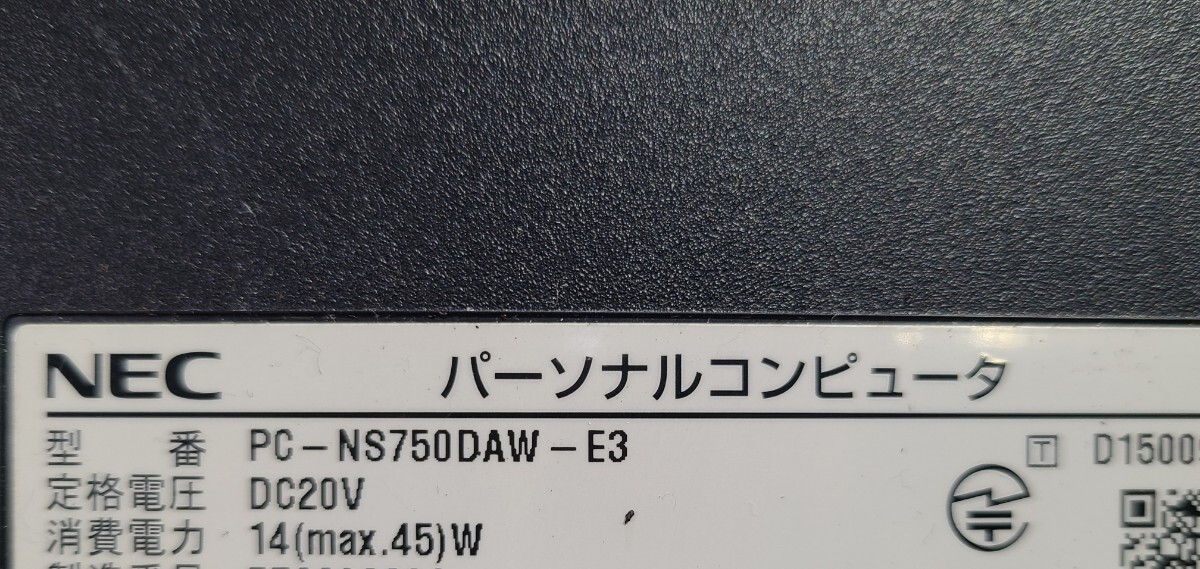 NEC パーソナルコンピュータ
型番 PC-NS750DAW-E3 T D1500
定格電圧 DC20V
消費電力 14(max.45)W